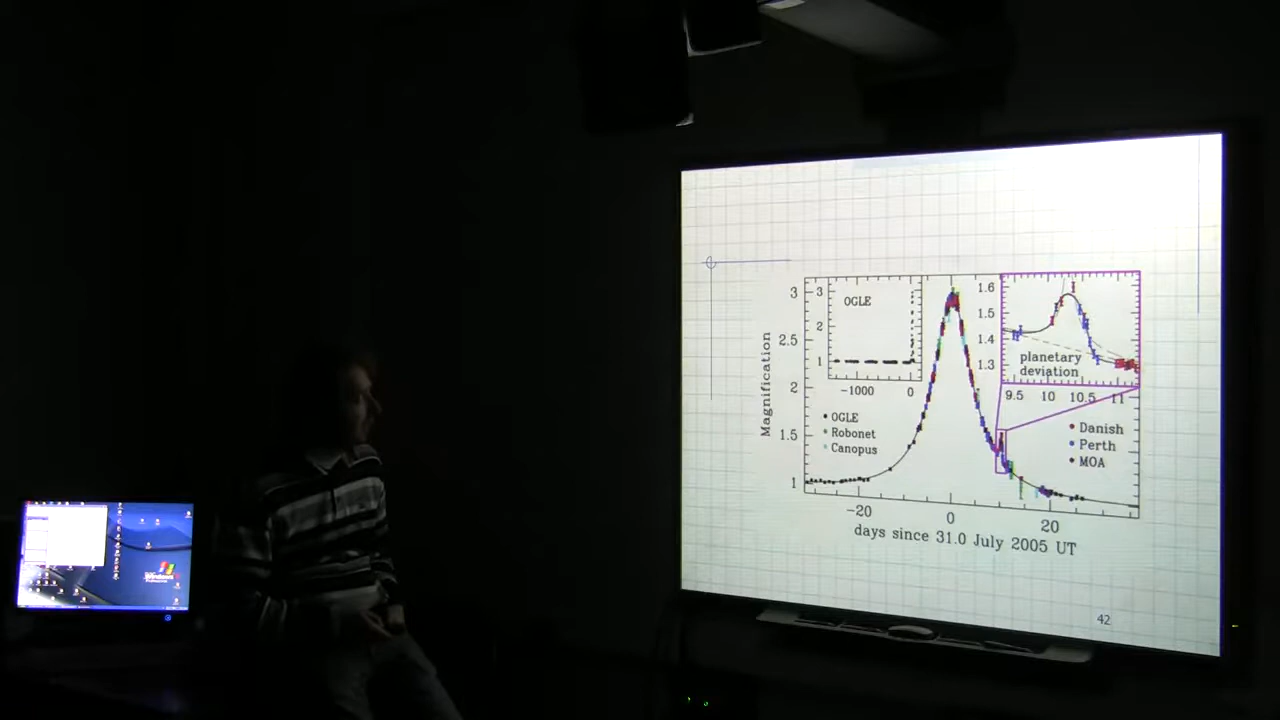 3
2.5
2
1.5
1
Magnification
3
2
1
OGLE
−1000
0
OGLE
Robonet
Canopus
1.6
1.5
1.4
1.3
planetary
deviation
9.5 10 10.5 11
Danish
Perth
MOA
−20 0 20
days since 31.0 July 2005 UT
42
Windows